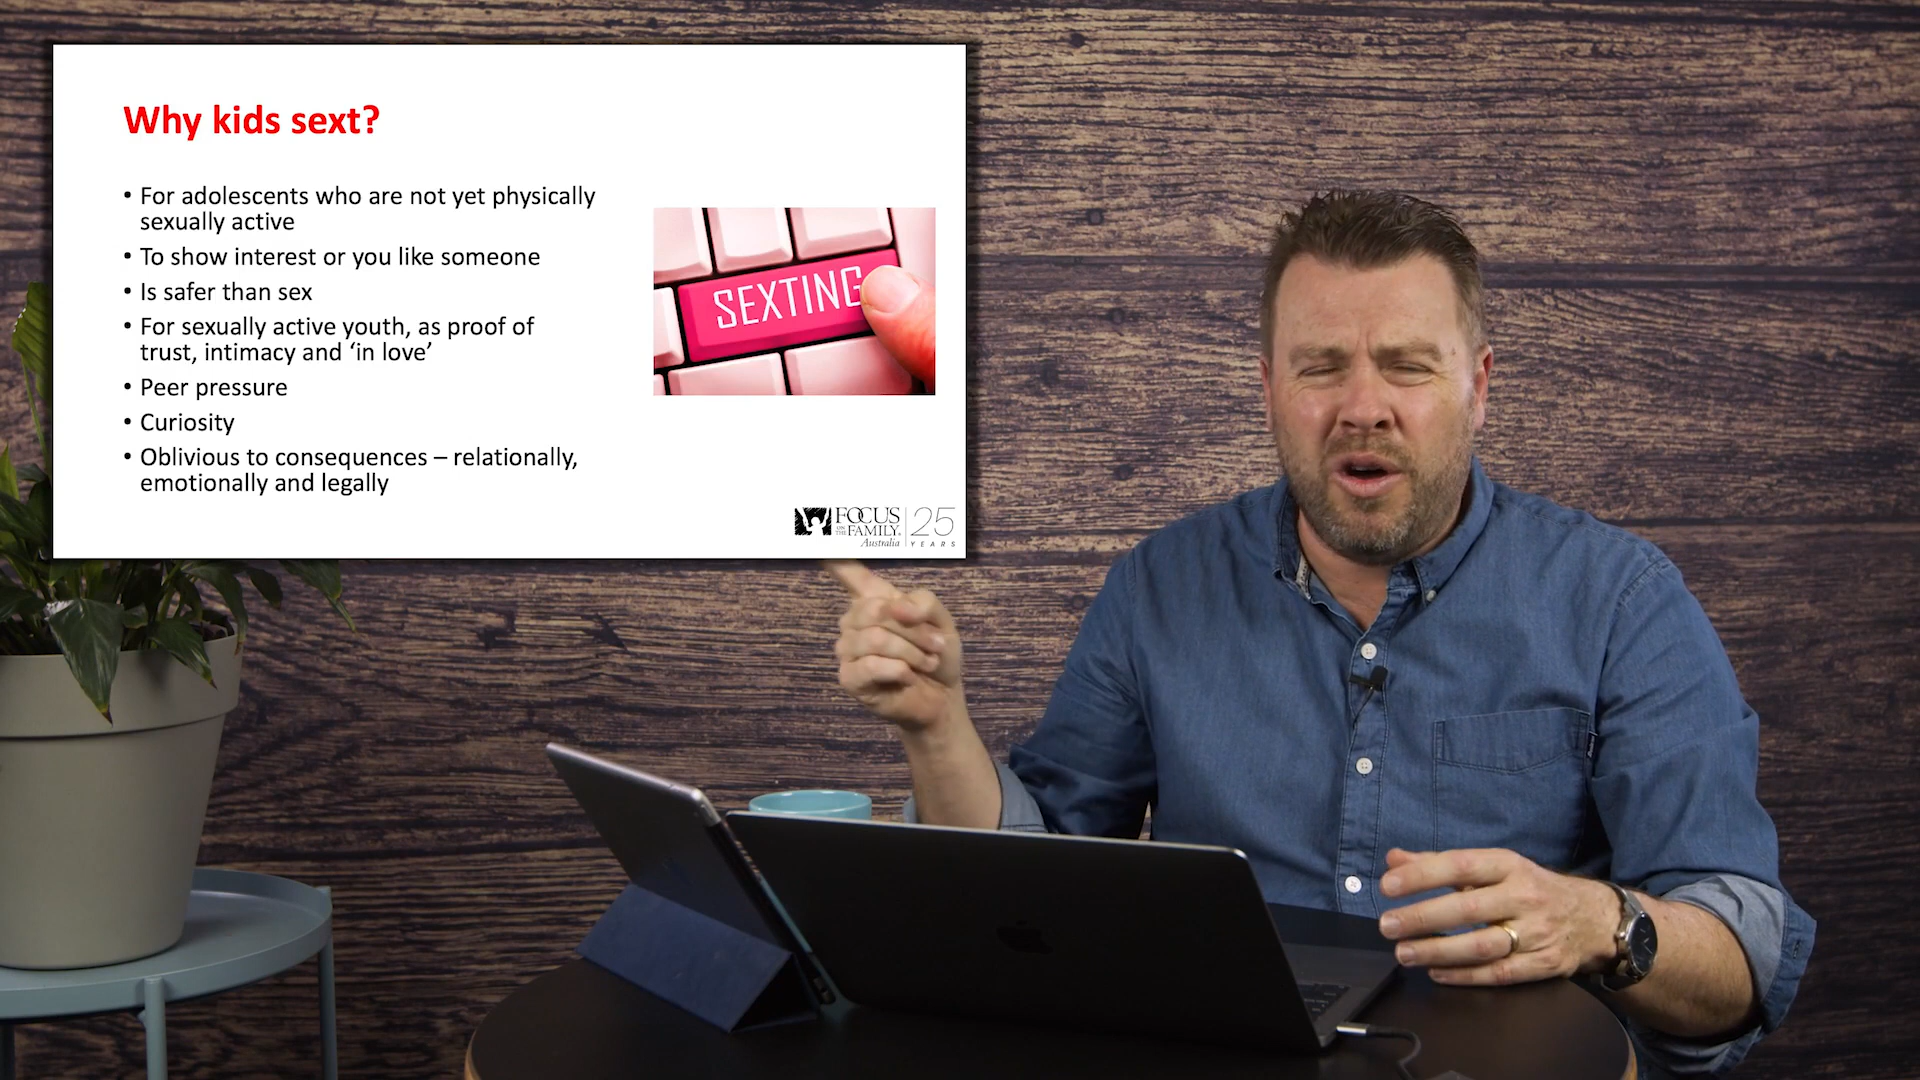 Why kids sext?
• For adolescents who are not yet physically
sexually active
• To show interest or you like someone
• Is safer than sex
• For sexually active youth, as proof of
trust, intimacy and ‘in love’
• Peer pressure
• Curiosity
• Oblivious to consequences – relationally,
emotionally and legally
SEXTING
FOCUS
ON THE FAMILY
Australia
25
YEARS